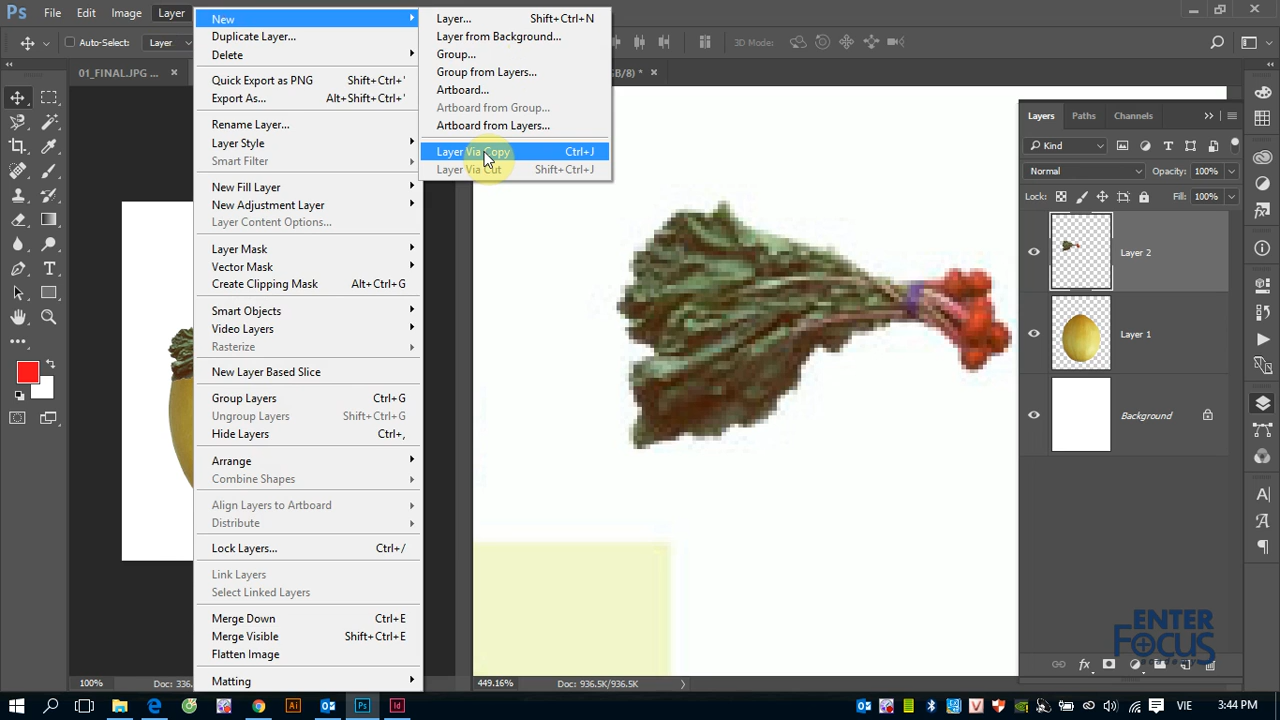 Ps File Edit Image Layer
Auto-Select: Layer
3D Mode:
01_FINAL.JPG ...
GB/8) *
New
Duplicate Layer...
Delete
Quick Export as PNG Shift+Ctrl+'
Export As... Alt+Shift+Ctrl+'
Rename Layer...
Layer Style
Smart Filter
New Fill Layer
New Adjustment Layer
Layer Content Options...
Layer Mask
Vector Mask
Create Clipping Mask Alt+Ctrl+G
Smart Objects
Video Layers
Rasterize
New Layer Based Slice
Group Layers Ctrl+G
Ungroup Layers Shift+Ctrl+G
Hide Layers Ctrl+,
Arrange
Combine Shapes
Align Layers to Artboard
Distribute
Lock Layers... Ctrl+/
Link Layers
Select Linked Layers
Merge Down Ctrl+E
Merge Visible Shift+Ctrl+E
Flatten Image
Matting
Layer... Shift+Ctrl+N
Layer from Background...
Group...
Group from Layers...
Artboard...
Artboard from Group...
Artboard from Layers...
Layer Via Copy Ctrl+J
Layer Via Cut Shift+Ctrl+J
Layers Paths Channels
Kind
Normal Opacity: 100%
Lock: Fill: 100%
Layer 2
Layer 1
Background
ENTER
FOCUS
100% Doc: 336.
449.16% Doc: 936.5K/936.5K
VIE 3:44 PM